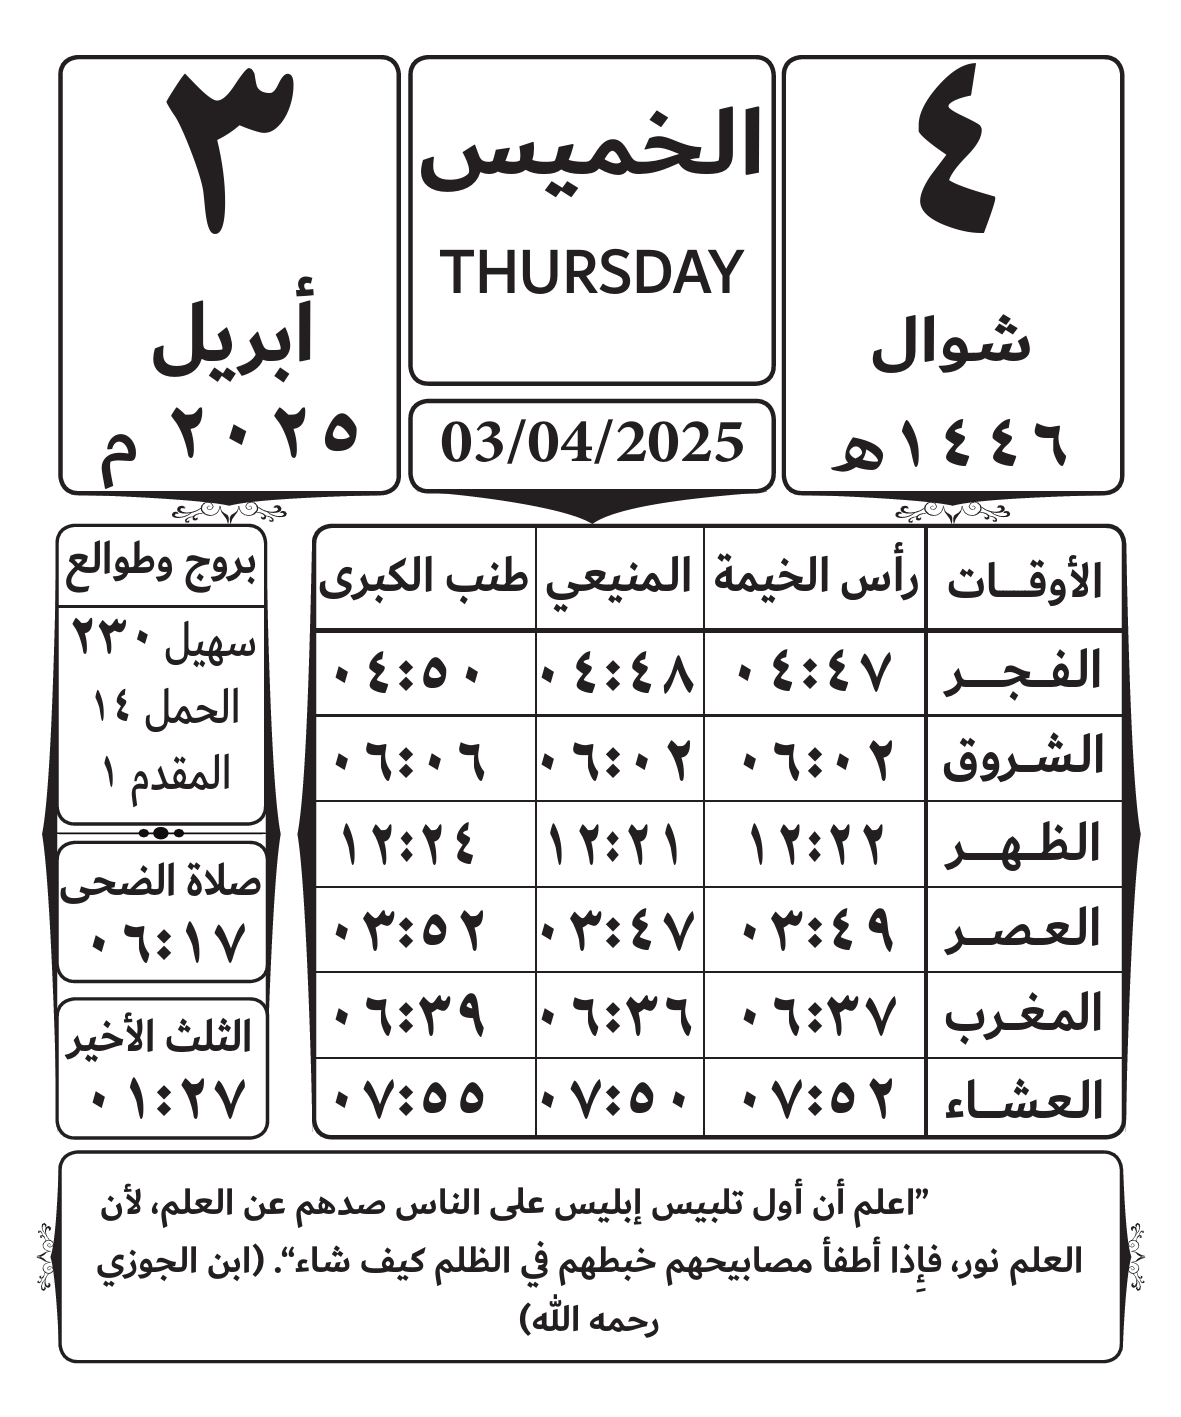 ٤
شوال
١٤٤٦هـ
الخميس
THURSDAY
03/04/2025
٣
أبريل
٢٠٢٥ م
الأوقـــات رأس الخيمة المنيعي طنب الكبرى
الفـجـــر ٠٤:٤٧ ٠٤:٤٨ ٠٤:٥٠
الشـروق ٠٦:٠٢ ٠٦:٠٢ ٠٦:٠٦
الظـهـــر ١٢:٢٢ ١٢:٢١ ١٢:٢٤
العـصـــر ٠٣:٤٩ ٠٣:٤٧ ٠٣:٥٢
المغـرب ٠٦:٣٧ ٠٦:٣٦ ٠٦:٣٩
العشـــاء ٠٧:٥٢ ٠٧:٥٠ ٠٧:٥٥
بروج وطوالع
سهيل ٢٣٠
الحمل ١٤
المقدم ١
صلاة الضحى
٠٦:١٧
الثلث الأخير
٠١:٢٧
”اعلم أن أول تلبيس إبليس على الناس صدهم عن العلم، لأن
العلم نور، فإِذا أطفأ مصابيحهم خبطهم في الظلم كيف شاء“. (ابن الجوزي
رحمه الله)